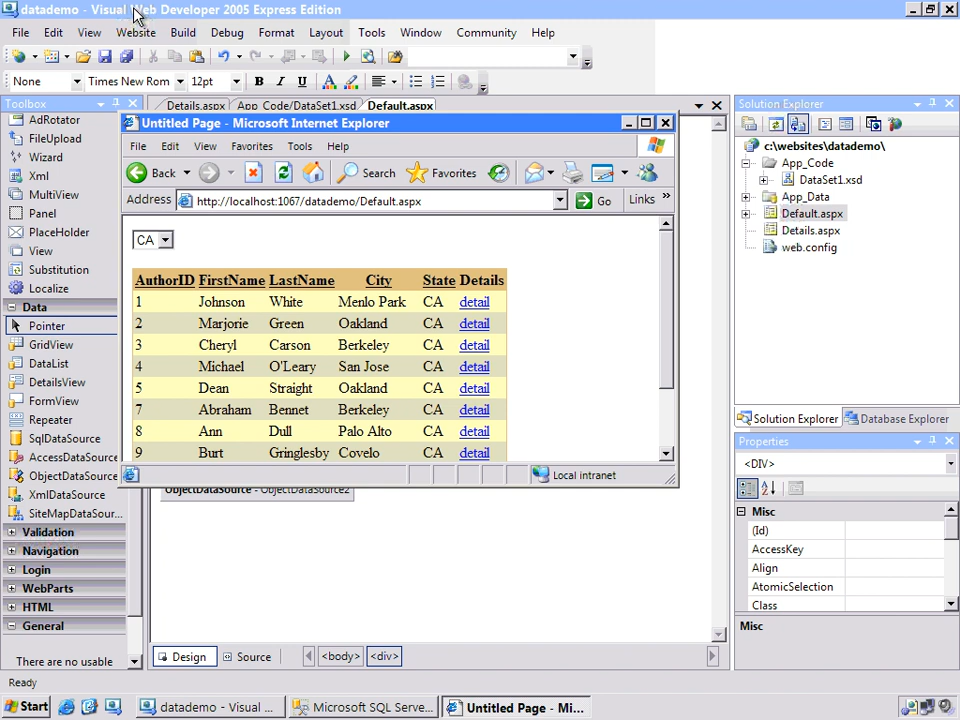 datademo - Visual Web Developer 2005 Express Edition
File Edit View Website Build Debug Format Layout Tools Window Community Help
None Times New Rom 12pt B I U A
Toolbox
AdRotator
FileUpload
Wizard
Xml
MultiView
Panel
PlaceHolder
View
Substitution
Localize
Data
Pointer
GridView
DataList
DetailsView
FormView
Repeater
SqlDataSource
AccessDataSource
ObjectDataSource
XmlDataSource
SiteMapDataSour...
Validation
Navigation
Login
WebParts
HTML
General
There are no usable
Details.aspx App_Code/DataSet1.xsd Default.aspx
Untitled Page - Microsoft Internet Explorer
File Edit View Favorites Tools Help
Back Search Favorites
Address http://localhost:1067/datademo/Default.aspx Go Links »
CA
AuthorID FirstName LastName City State Details
1 Johnson White Menlo Park CA detail
2 Marjorie Green Oakland CA detail
3 Cheryl Carson Berkeley CA detail
4 Michael O'Leary San Jose CA detail
5 Dean Straight Oakland CA detail
7 Abraham Bennet Berkeley CA detail
8 Ann Dull Palo Alto CA detail
9 Burt Gringlesby Covelo CA detail
Local intranet
ObjectDataSource - ObjectDataSource2
Design Source <body> <div>
Solution Explorer
c:\websites\datademo\
App_Code
DataSet1.xsd
App_Data
Default.aspx
Details.aspx
web.config
Solution Explorer Database Explorer
Properties
<DIV>
Misc
(Id)
AccessKey
Align
AtomicSelection
Class
Misc
Ready
Start datademo - Visual ... Microsoft SQL Serve... Untitled Page - Mi...